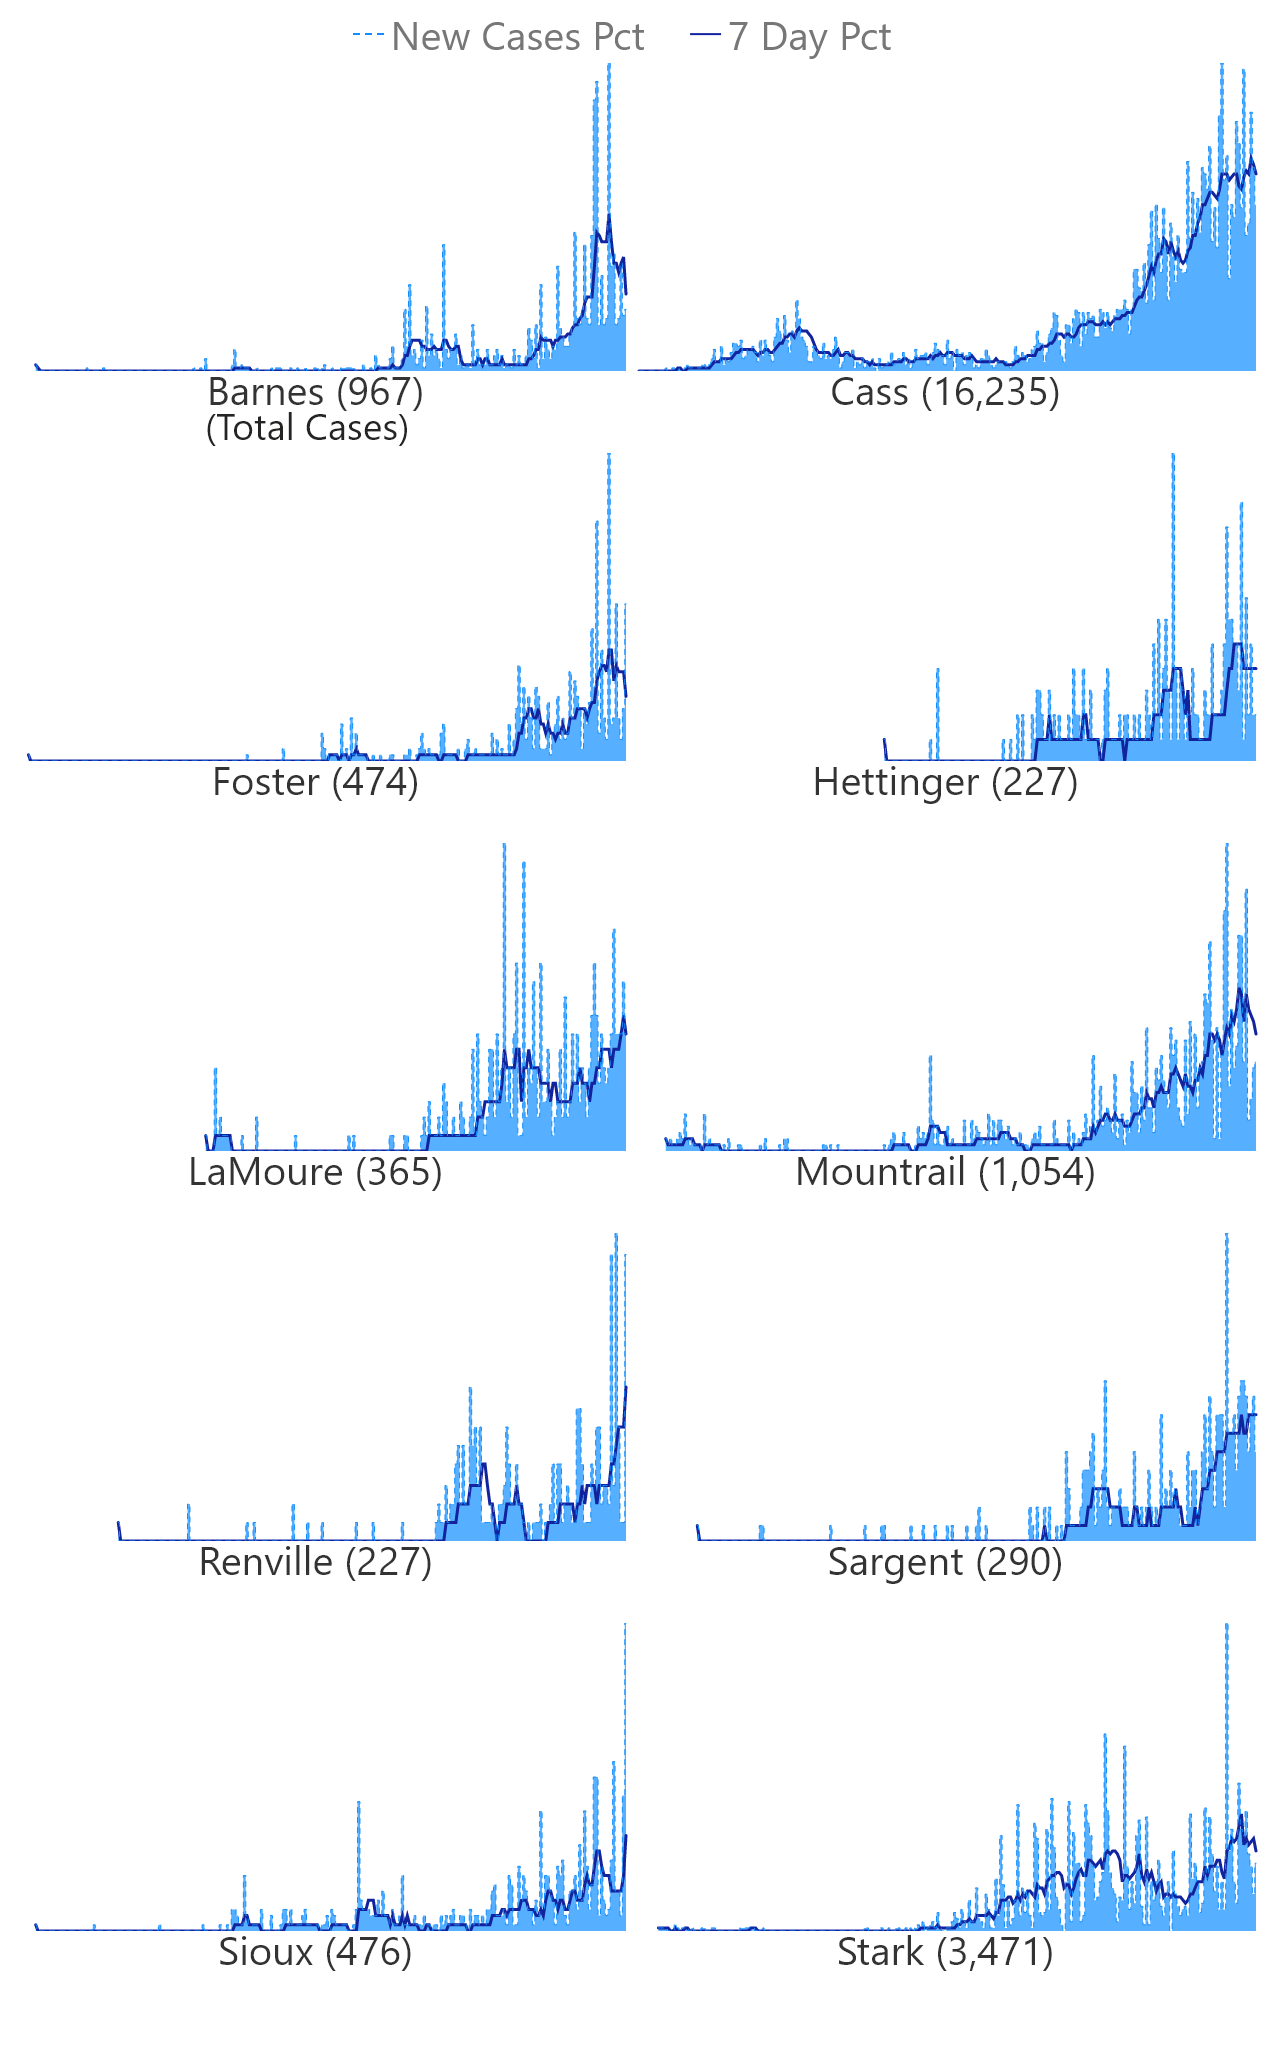 New Cases Pct 7 Day Pct
Barnes (967) Cass (16,235)
(Total Cases)
Foster (474) Hettinger (227)
LaMoure (365) Mountrail (1,054)
Renville (227) Sargent (290)
Sioux (476) Stark (3,471)